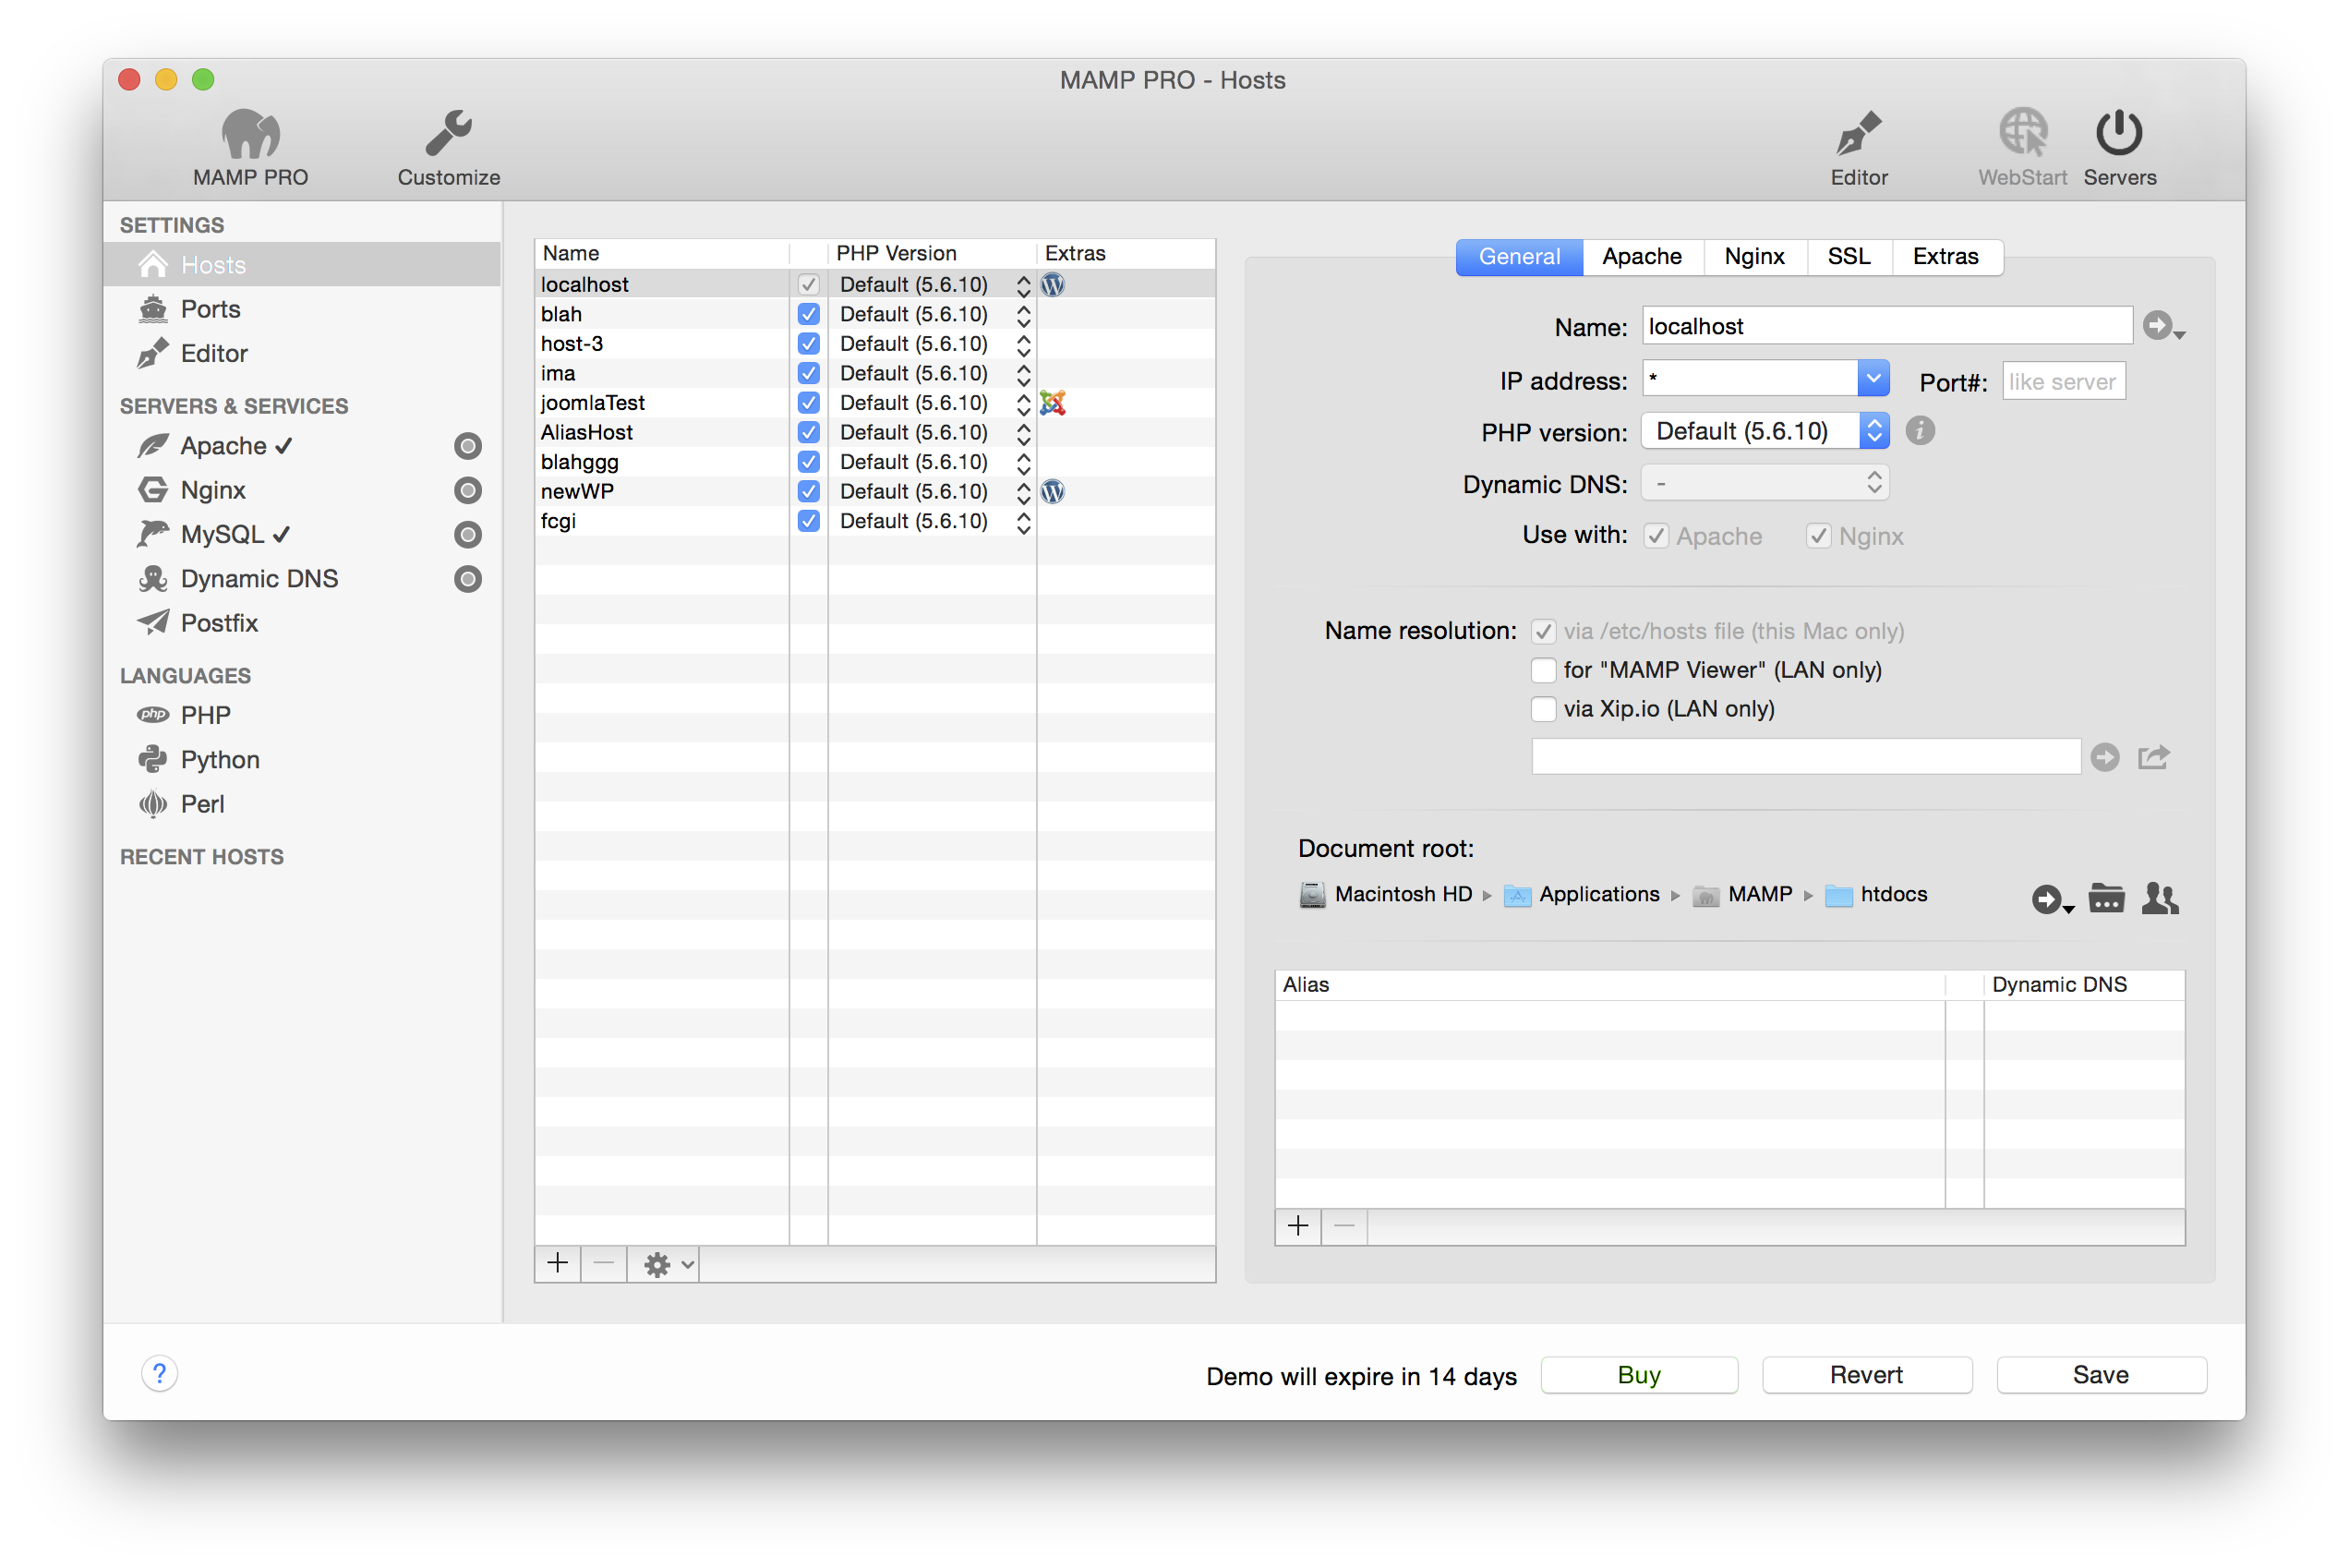 MAMP PRO - Hosts
MAMP PRO
Customize
Editor
WebStart
Servers
SETTINGS
Hosts
Ports
Editor
SERVERS & SERVICES
Apache ✓
Nginx
MySQL ✓
Dynamic DNS
Postfix
LANGUAGES
php PHP
Python
Perl
RECENT HOSTS
Name PHP Version Extras
localhost Default (5.6.10)
blah Default (5.6.10)
host-3 Default (5.6.10)
ima Default (5.6.10)
joomlaTest Default (5.6.10)
AliasHost Default (5.6.10)
blahggg Default (5.6.10)
newWP Default (5.6.10)
fcgi Default (5.6.10)
General Apache Nginx SSL Extras
Name: localhost
IP address: * Port#: like server
PHP version: Default (5.6.10)
Dynamic DNS: -
Use with: Apache Nginx
Name resolution: via /etc/hosts file (this Mac only)
for "MAMP Viewer" (LAN only)
via Xip.io (LAN only)
Document root:
Macintosh HD ▸ Applications ▸ MAMP ▸ htdocs
Alias Dynamic DNS
? Demo will expire in 14 days Buy Revert Save